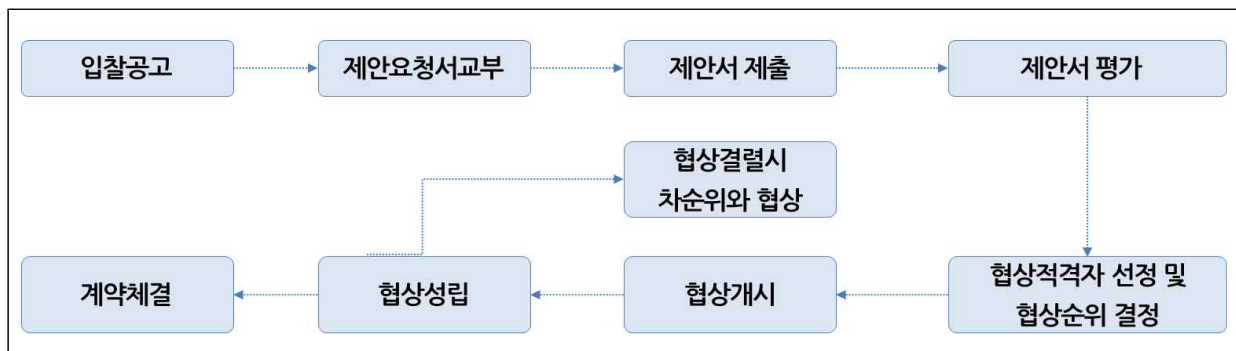 입찰공고
제안요청서교부
제안서 제출
제안서 평가
협상결렬시
차순위와 협상
계약체결
협상성립
협상개시
협상적격자 선정 및
협상순위 결정